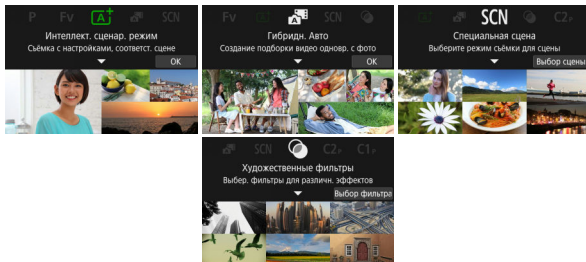 P Fv A+ SCN
Интеллект. сценар. режим
Съёмка с настройками, соответст. сцене
OK
Fv A+ A SCN
Гибридн. Авто
Создание подборки видео одновр. с фото
OK
A+ SCN C2
Специальная сцена
Выберите режим съёмки для сцены
Выбор сцены
SCN C2 C1
Художественные фильтры
Выбер. фильтры для различн. эффектов
Выбор фильтра